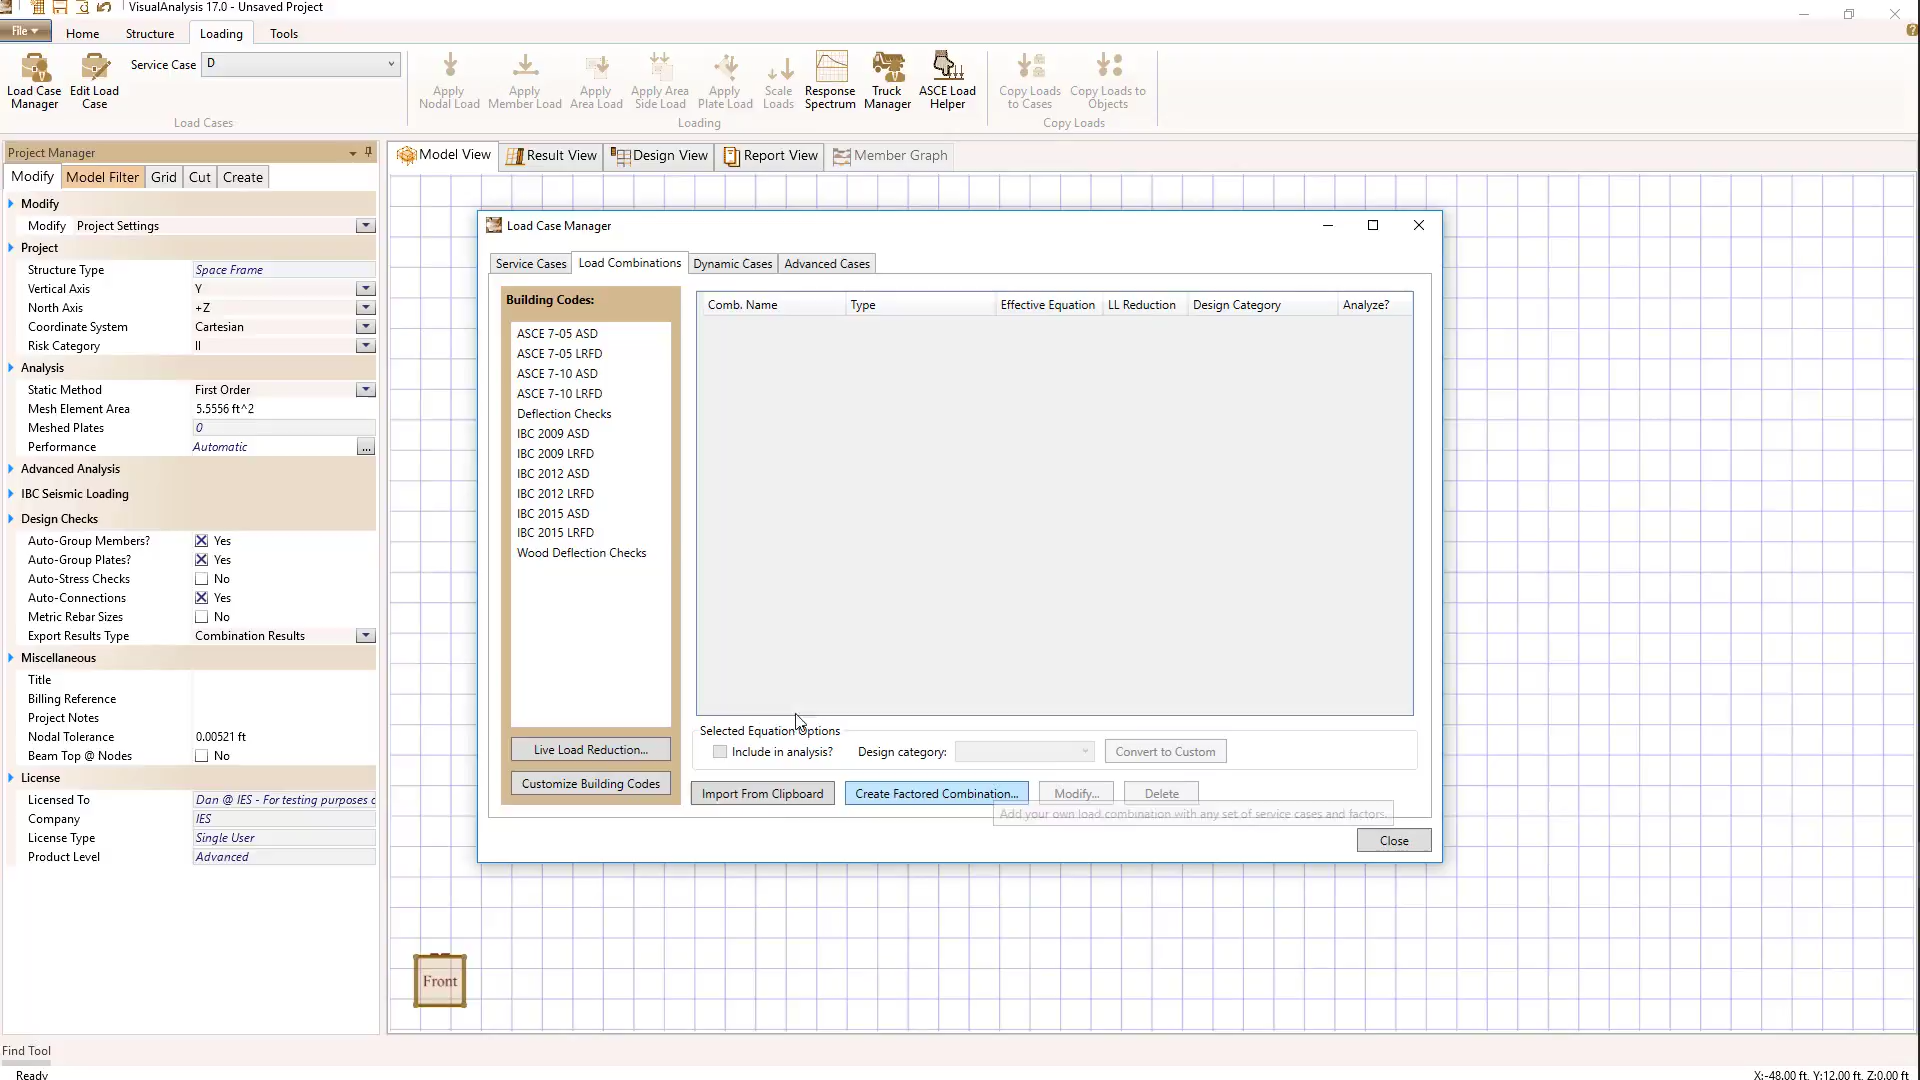 VisualAnalysis 17.0 - Unsaved Project
File Home Structure Loading Tools
Load Case Manager
Edit Load Case
Service Case D
Load Cases
Apply Nodal Load
Apply Member Load
Apply Area Load
Apply Area Side Load
Apply Plate Load
Scale Loads
Response Spectrum
Truck Manager
ASCE Load Helper
Loading
Copy Loads to Cases
Copy Loads to Objects
Copy Loads
Project Manager
Modify Model Filter Grid Cut Create
Modify
Modify Project Settings
Project
Structure Type Space Frame
Vertical Axis Y
North Axis +Z
Coordinate System Cartesian
Risk Category II
Analysis
Static Method First Order
Mesh Element Area 5.5556 ft^2
Meshed Plates 0
Performance Automatic ...
Advanced Analysis
IBC Seismic Loading
Design Checks
Auto-Group Members? Yes
Auto-Group Plates? Yes
Auto-Stress Checks No
Auto-Connections Yes
Metric Rebar Sizes No
Export Results Type Combination Results
Miscellaneous
Title
Billing Reference
Project Notes
Nodal Tolerance 0.00521 ft
Beam Top @ Nodes No
License
Licensed To Dan @ IES - For testing purposes c
Company IES
License Type Single User
Product Level Advanced
Find Tool
Ready
Model View Result View Design View Report View Member Graph
Load Case Manager
Service Cases Load Combinations Dynamic Cases Advanced Cases
Building Codes:
ASCE 7-05 ASD
ASCE 7-05 LRFD
ASCE 7-10 ASD
ASCE 7-10 LRFD
Deflection Checks
IBC 2009 ASD
IBC 2009 LRFD
IBC 2012 ASD
IBC 2012 LRFD
IBC 2015 ASD
IBC 2015 LRFD
Wood Deflection Checks
Live Load Reduction...
Customize Building Codes
Comb. Name Type Effective Equation LL Reduction Design Category Analyze?
Selected Equation Options
Include in analysis? Design category: Convert to Custom
Import From Clipboard Create Factored Combination... Modify... Delete
Add your own load combination with any set of service cases and factors.
Close
Front
X:-48.00 ft, Y:12.00 ft, Z:0.00 ft